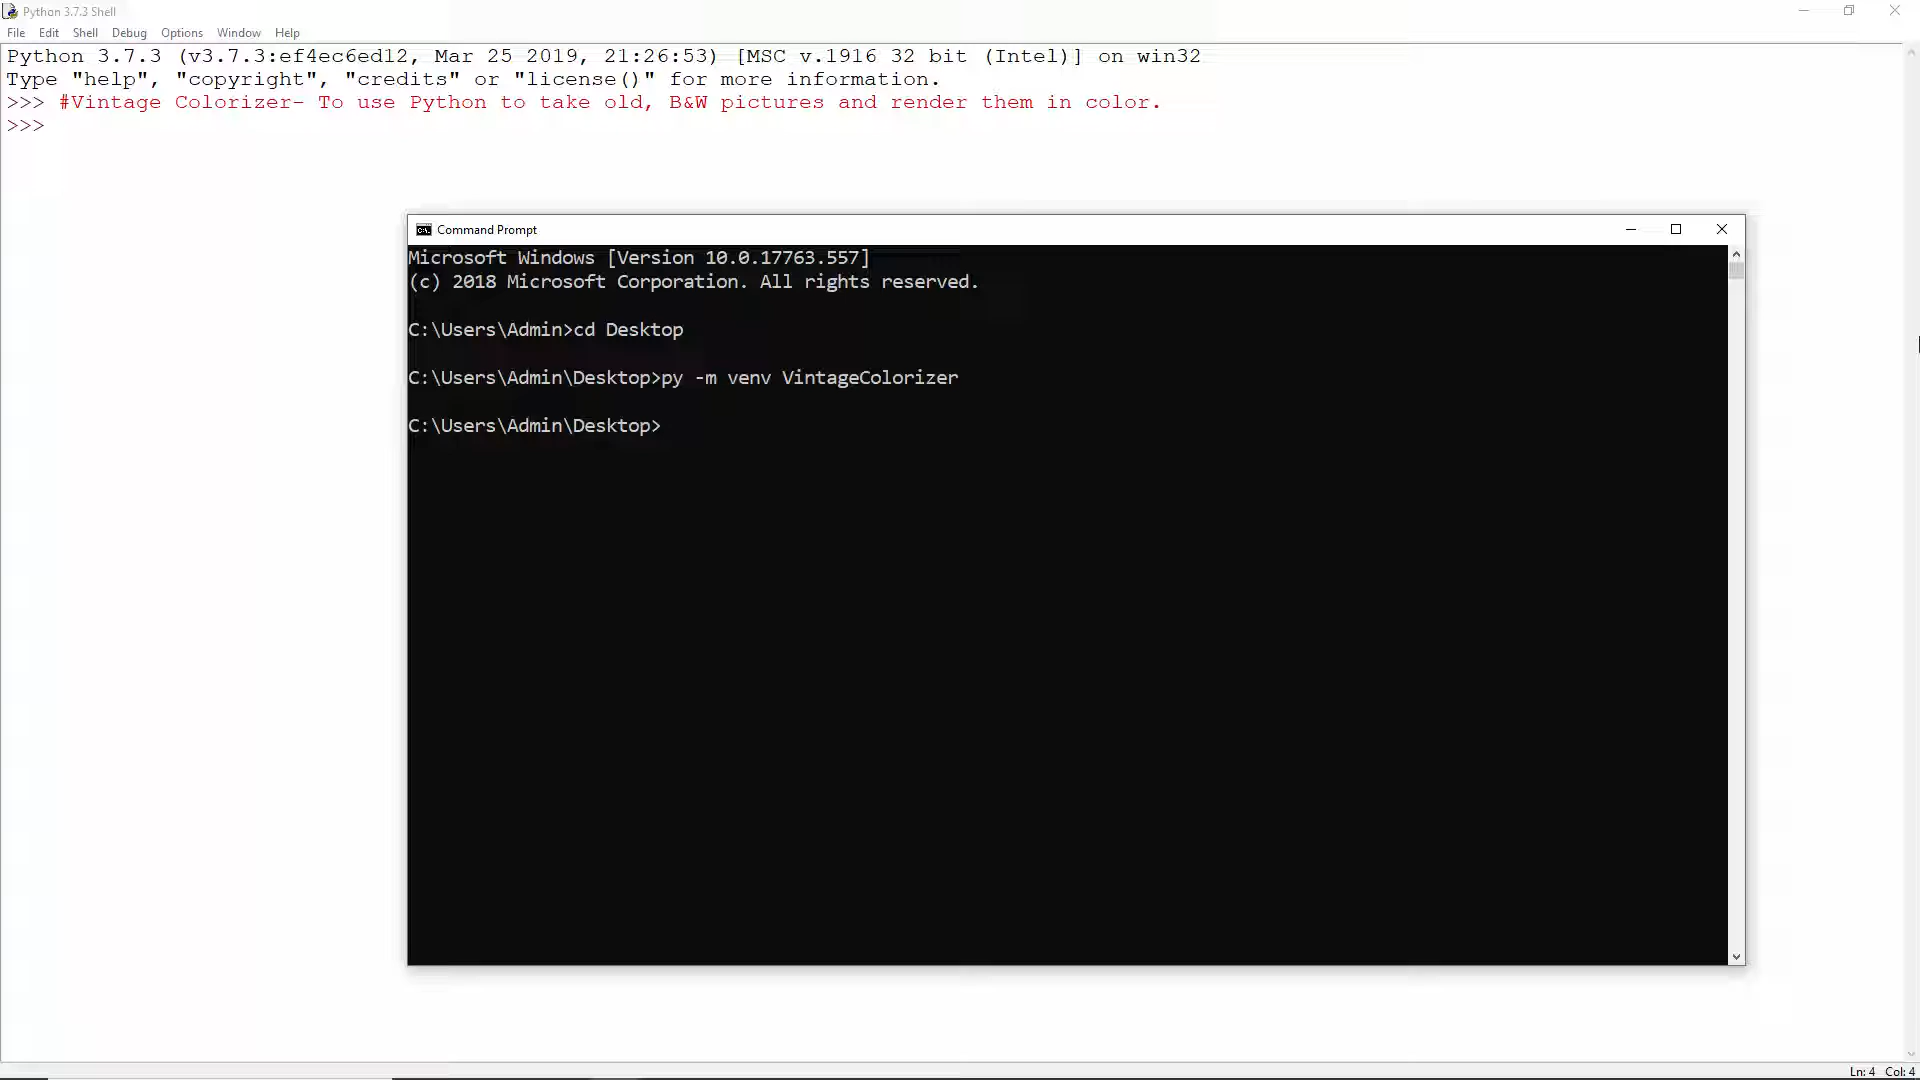 Python 3.7.3 Shell
File Edit Shell Debug Options Window Help
Python 3.7.3 (v3.7.3:ef4ec6ed12, Mar 25 2019, 21:26:53) [MSC v.1916 32 bit (Intel)] on win32
Type "help", "copyright", "credits" or "license()" for more information.
>>> #Vintage Colorizer- To use Python to take old, B&W pictures and render them in color.
>>>
Command Prompt
Microsoft Windows [Version 10.0.17763.557]
(c) 2018 Microsoft Corporation. All rights reserved.
C:\Users\Admin>cd Desktop
C:\Users\Admin\Desktop>py -m venv VintageColorizer
C:\Users\Admin\Desktop>
Ln: 4 Col: 4